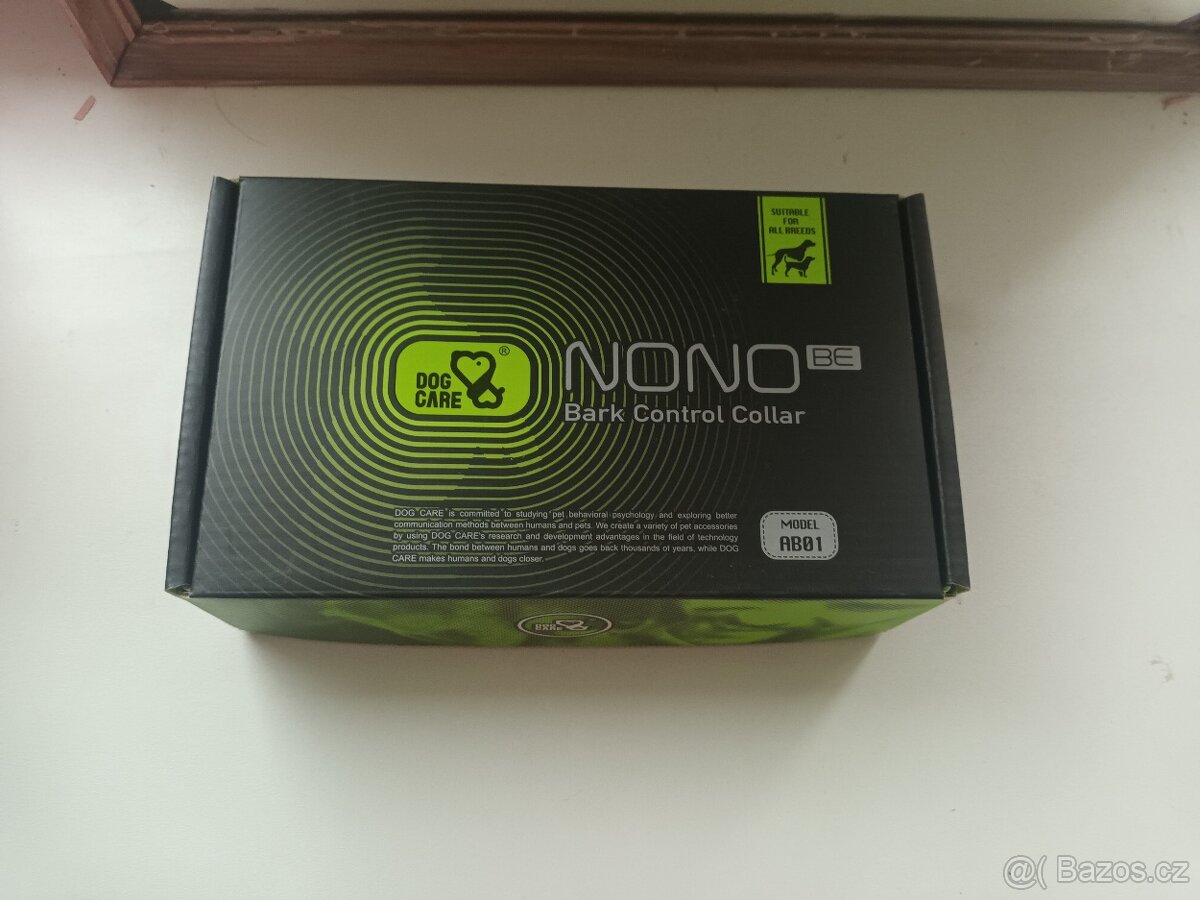 SUITABLE
FOR
ALL BREEDS
DOG
CARE
®
NONO BE
Bark Control Collar
DOG CARE is committed to studying pet behavioral psychology and exploring better
communication methods between humans and pets. We create a variety of pet accessories
by using DOG CARE's research and development advantages in the field of technology
products. The bond between humans and dogs goes back thousands of years, while DOG
CARE makes humans and dogs closer.
MODEL
AB01
DOG
CARE
@( Bazos.cz